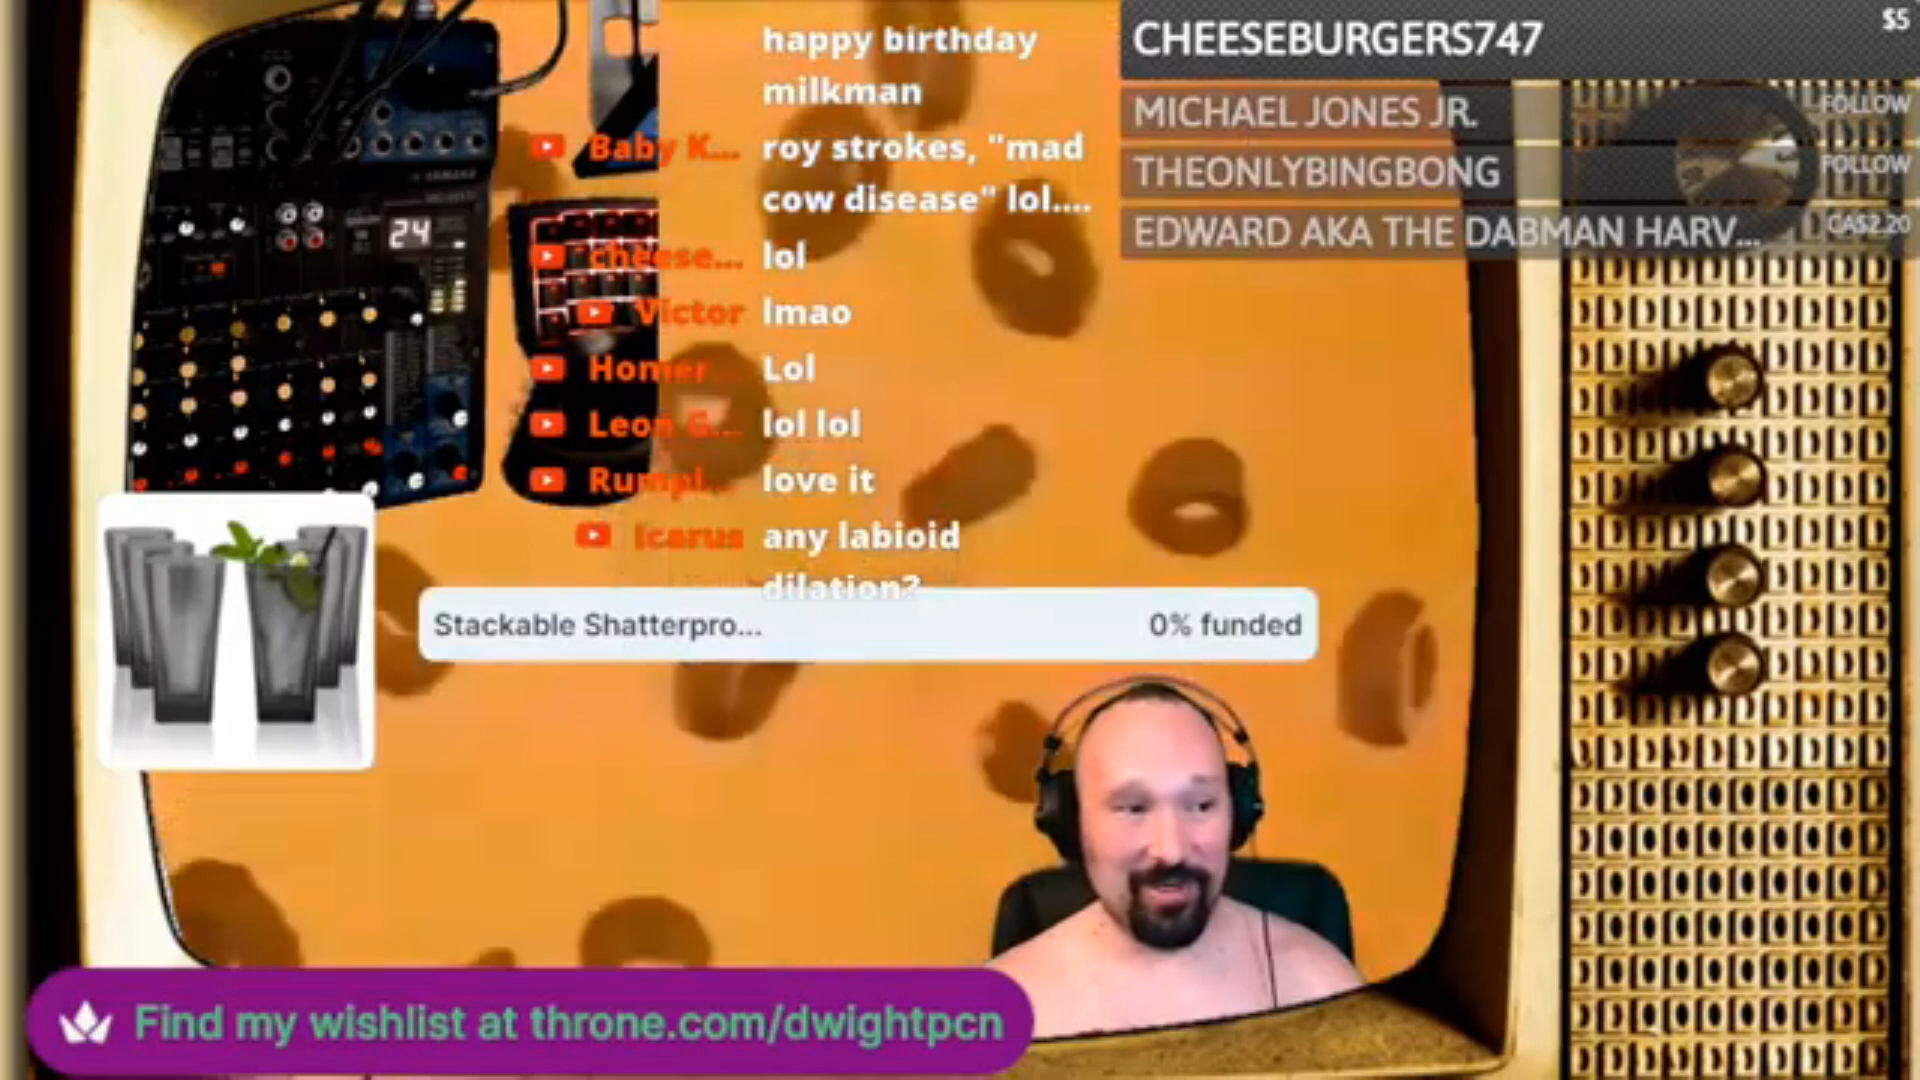 CHEESEBURGERS747 $5
MICHAEL JONES JR. FOLLOW
THEONLYBINGBONG FOLLOW
EDWARD AKA THE DABMAN HARV... CA$2.20
happy birthday
milkman
Baby K... roy strokes, "mad
cow disease" lol....
cheese... lol
Victor lmao
Homer... Lol
Leon G... lol lol
Rumpl... love it
Icarus any labioid
dilation?
YAMAHA
24
Stackable Shatterpro... 0% funded
Find my wishlist at throne.com/dwightpcn